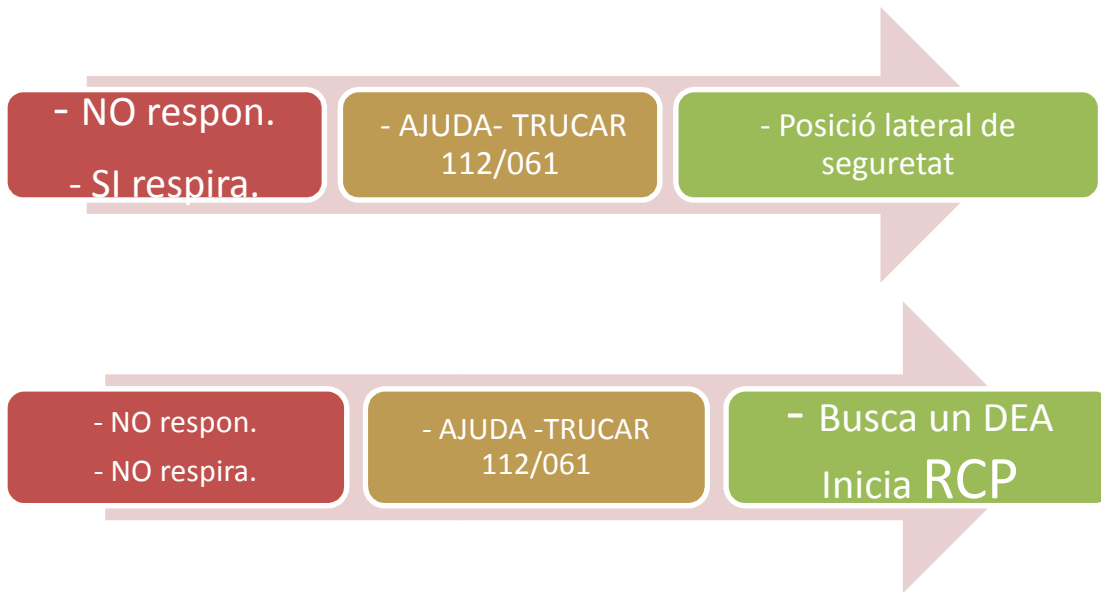 - NO respon.
- SI respira.
- AJUDA- TRUCAR
112/061
- Posició lateral de
seguretat
- NO respon.
- NO respira.
- AJUDA -TRUCAR
112/061
- Busca un DEA
Inicia RCP